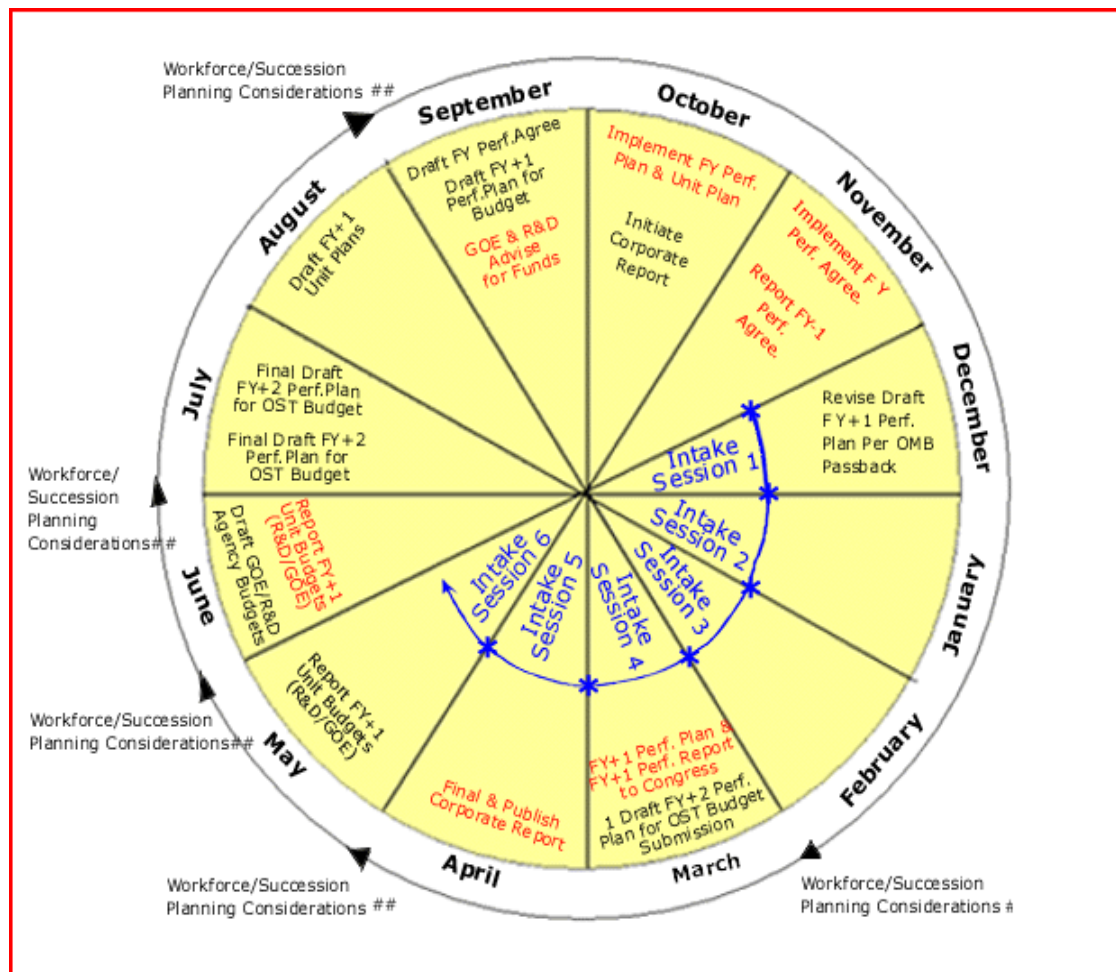 Workforce/Succession
Planning Considerations ##
September
Draft FY Perf.Agree
Draft FY+1
Perf.Plan for
Budget
GOE & R&D
Advise
for Funds
October
Implement FY Perf.
Plan & Unit Plan
Initiate
Corporate
Report
November
Implement F Y
Perf. Agree.
Report FY-1
Perf.
Agree.
December
Revise Draft
F Y+1 Perf.
Plan Per OMB
Passback
Intake
Session 1
January
Intake
Session 2
February
Intake
Session 3
Workforce/Succession
Planning Considerations #
March
Intake
Session 4
FY+1 Perf. Plan &
FY+1 Perf. Report
to Congress
1 Draft FY+2 Perf.
Plan for OST Budget
Submission
April
Intake
Session 5
Final & Publish
Corporate Report
Workforce/Succession
Planning Considerations ##
May
Intake
Session 6
Report FY+1
Unit Budgets
(R&D/GOE)
Workforce/Succession
Planning Considerations##
June
Report FY+1
Unit Budgets
(R&D/GOE)
Draft GOE/R&D
Agency Budgets
Workforce/
Succession
Planning
Considerations##
July
Final Draft
FY+2 Perf.Plan
for OST Budget
Final Draft FY+2
Perf.Plan for
OST Budget
August
Draft FY+1
Unit Plans